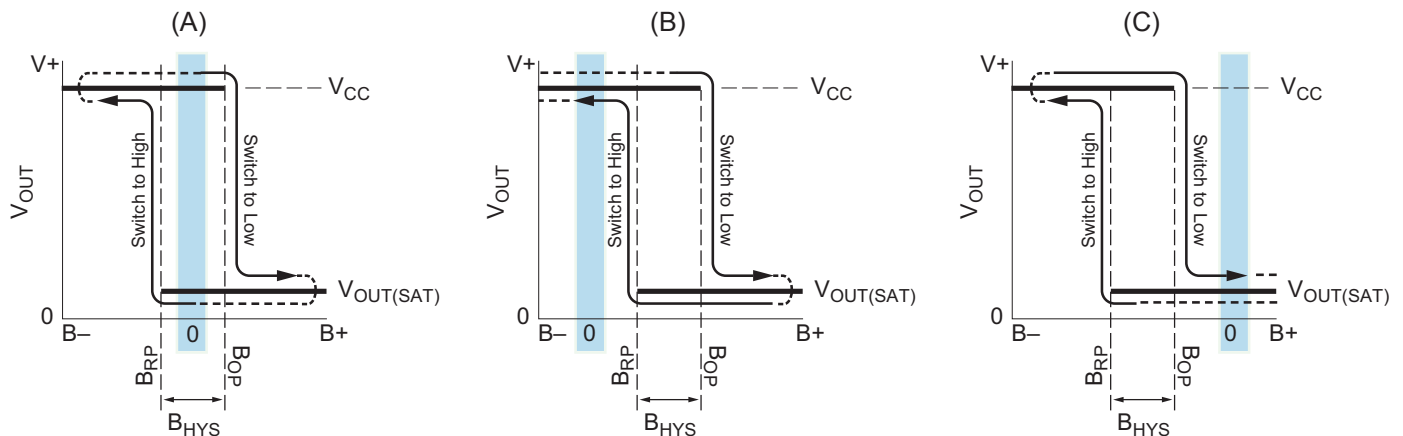 (A)
V+
VCC
Switch to High
Switch to Low
VOUT
VOUT(SAT)
0
B–
0
B+
BRP
BOP
BHYS
(B)
V+
VCC
Switch to High
Switch to Low
VOUT
VOUT(SAT)
0
B–
0
B+
BRP
BOP
BHYS
(C)
V+
VCC
Switch to High
Switch to Low
VOUT
VOUT(SAT)
0
B–
0
B+
BRP
BOP
BHYS